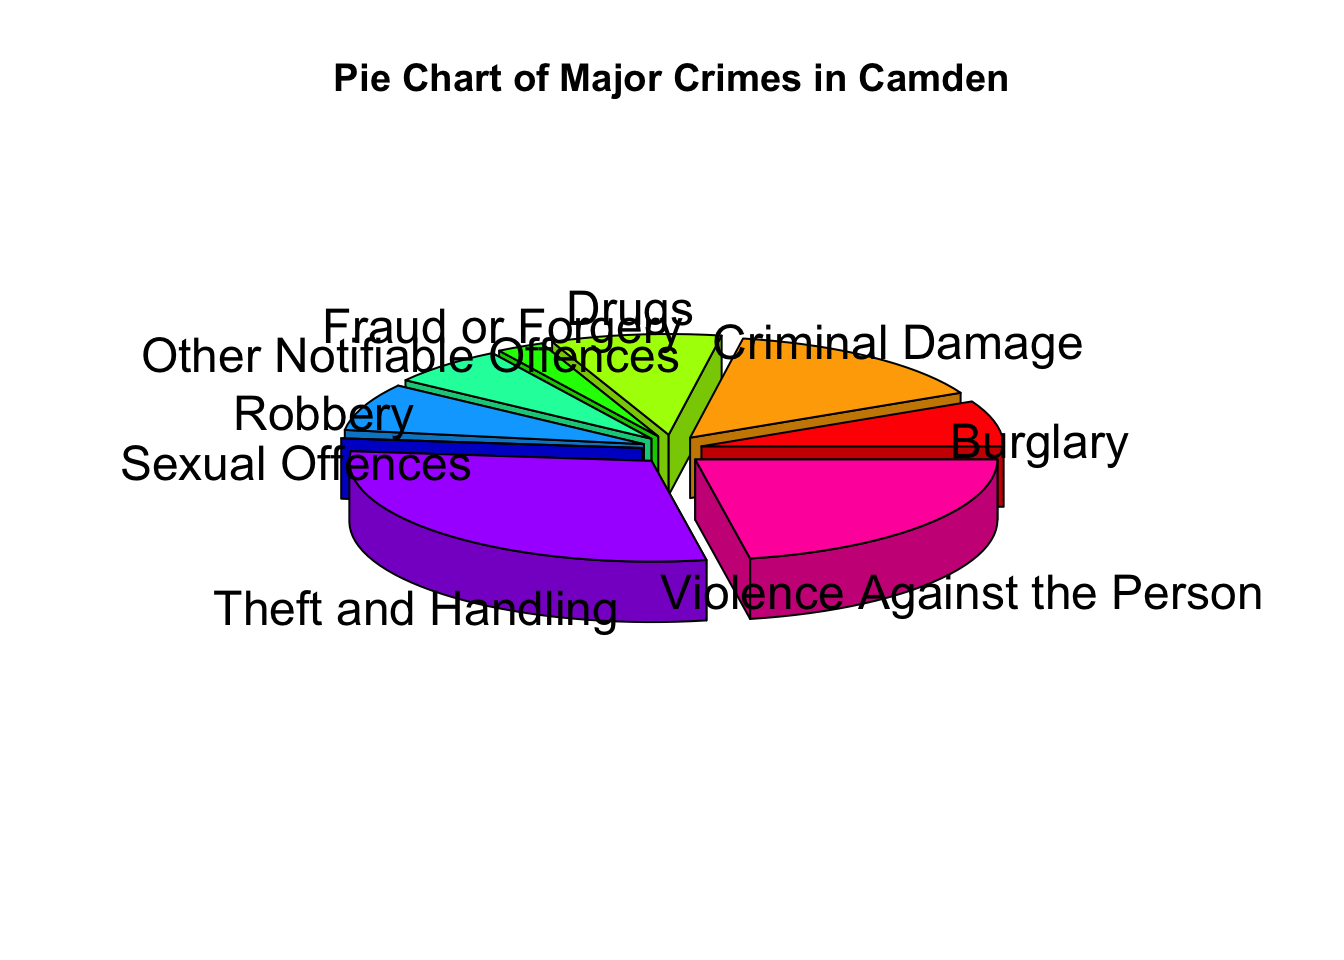 Pie Chart of Major Crimes in Camden
Drugs
Fraud or Forgery
Criminal Damage
Other Notifiable Offences
Robbery
Burglary
Sexual Offences
Violence Against the Person
Theft and Handling